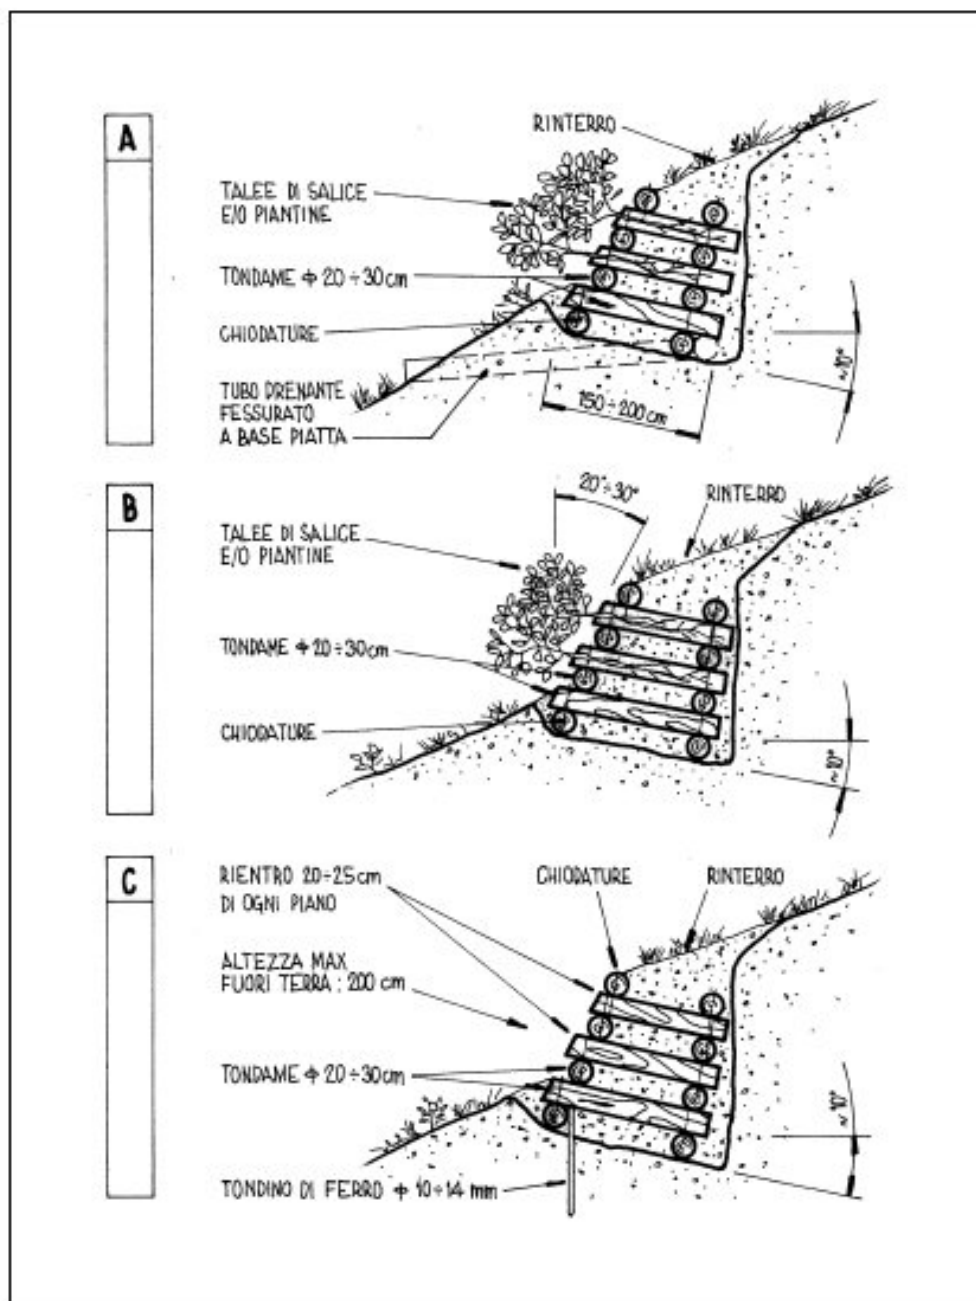 A
RINTERRO
TALEE DI SALICE
E/O PIANTINE
TONDAME ϕ 20 ÷ 30 cm
CHIODATURE
TUBO DRENANTE
FESSURATO
A BASE PIATTA
150 ÷ 200 cm
~10°
B
20° ÷ 30°
RINTERRO
TALEE DI SALICE
E/O PIANTINE
TONDAME ϕ 20 ÷ 30 cm
CHIODATURE
~10°
C
RIENTRO 20 ÷ 25 cm
DI OGNI PIANO
CHIODATURE
RINTERRO
ALTEZZA MAX
FUORI TERRA : 200 cm
TONDAME ϕ 20 ÷ 30 cm
~10°
TONDINO DI FERRO ϕ 10 ÷ 14 mm